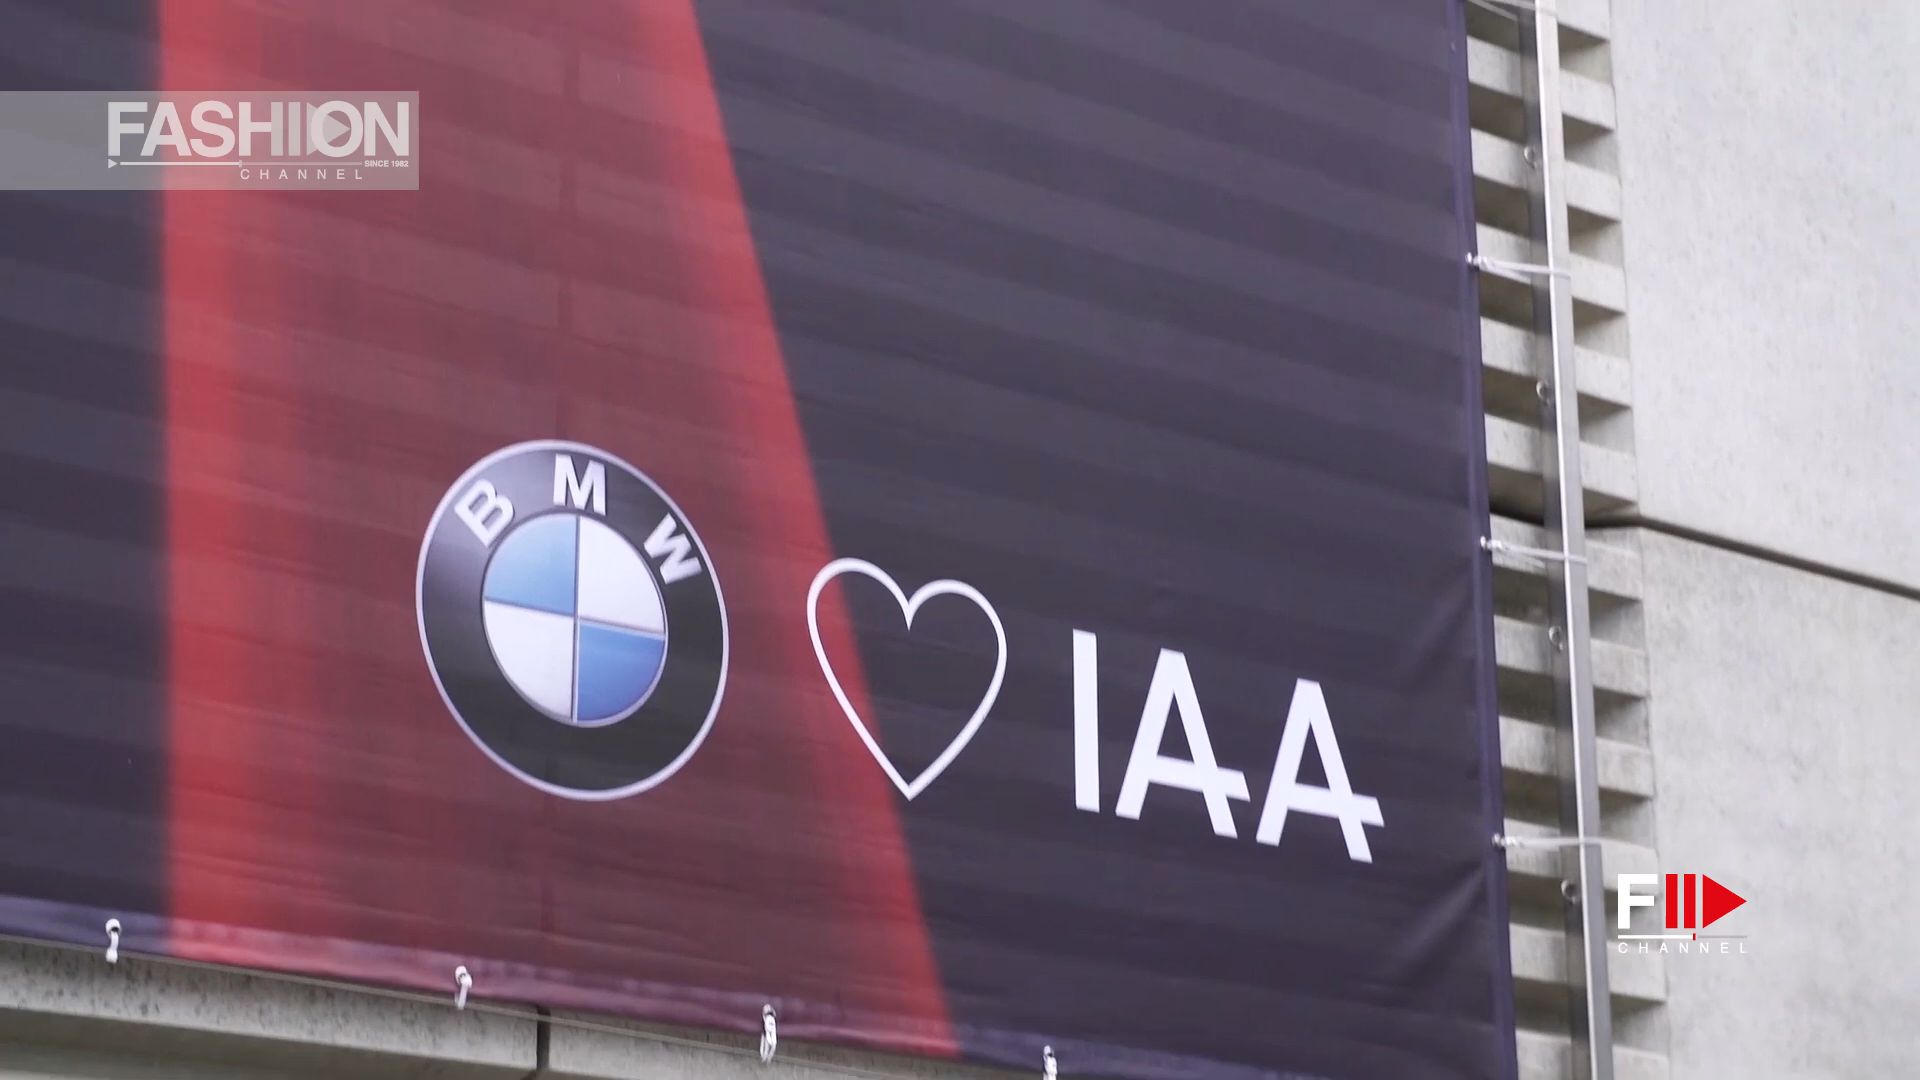 FASHION
SINCE 1982
CHANNEL
BMW
IAA
F
CHANNEL